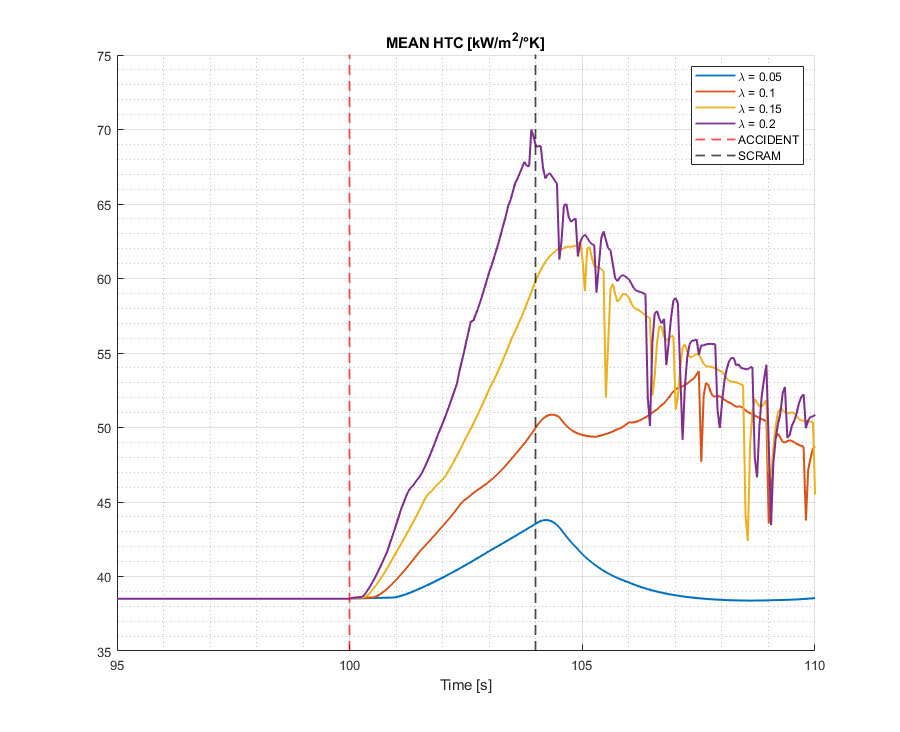 MEAN HTC [kW/m²/°K]
75
70
65
60
55
50
45
40
35
95
100
105
110
Time [s]
λ = 0.05
λ = 0.1
λ = 0.15
λ = 0.2
ACCIDENT
SCRAM